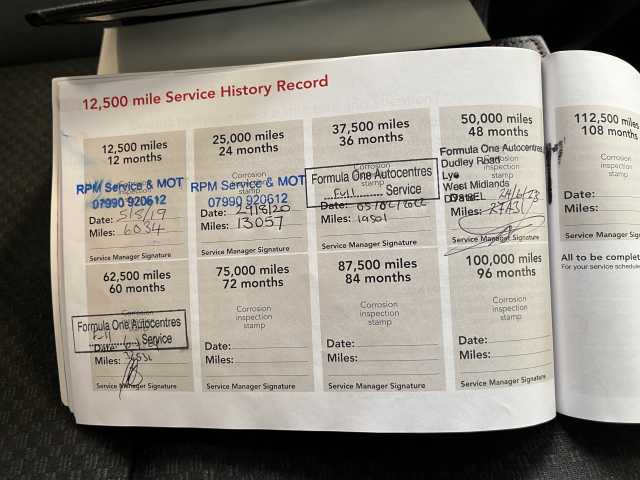 12,500 mile Service History Record
12,500 miles
12 months
RPM Service & MOT
07990 920612
Date: 5/5/19
Miles: 6034
Service Manager Signature
25,000 miles
24 months
Corrosion
RPM Service & MOT
07990 920612
Date: 29/8/20
Miles: 13057
Service Manager Signature
37,500 miles
36 months
Corrosion
Formula One Autocentres
Full Service
Date:
Miles: 19501
Service Manager Signature
50,000 miles
48 months
Formula One Autocentres
Dudley Road
Lye
West Midlands
Miles:
Service Manager Signature
62,500 miles
60 months
Corrosion
Formula One Autocentres
Service
Date:
Miles:
Service Manager Signature
75,000 miles
72 months
Corrosion
inspection
stamp
Date:
Miles:
Service Manager Signature
87,500 miles
84 months
Corrosion
inspection
stamp
Date:
Miles:
Service Manager Signature
100,000 miles
96 months
Corrosion
inspection
stamp
Date:
Miles:
Service Manager Signature
112,500 miles
108 months
Date:
Miles:
All to be complet
For your service schedule